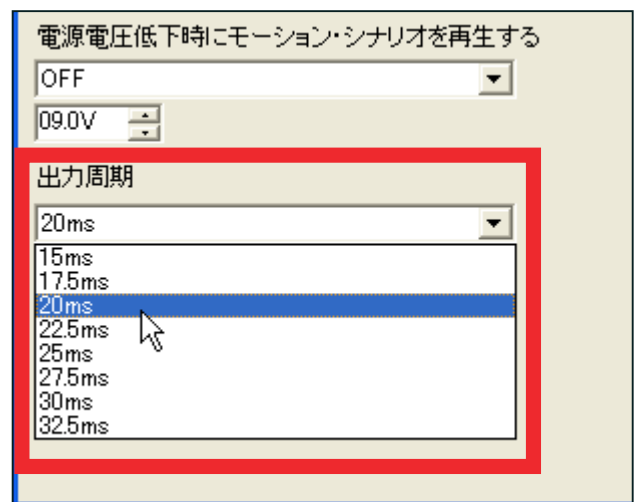 電源電圧低下時にモーション・シナリオを再生する
OFF
09.0V
出力周期
20ms
15ms
17.5ms
20ms
22.5ms
25ms
27.5ms
30ms
32.5ms